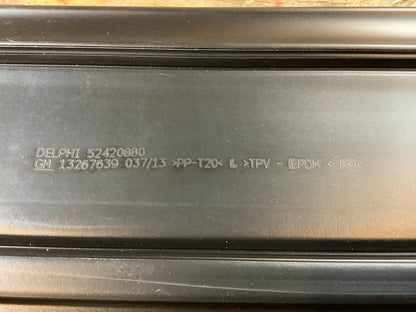 DELPHI 52420880
GM 13267639 037/13 >PP-T20< & >TPV - (EPDM +